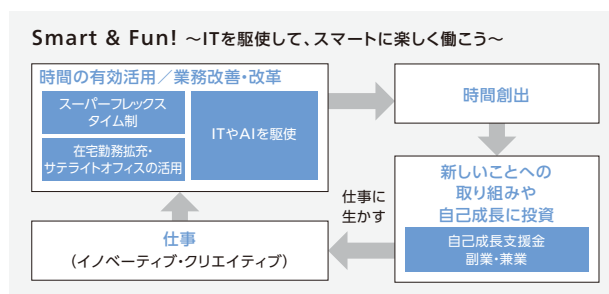 Smart & Fun! ～ITを駆使して、スマートに楽しく働こう～
時間の有効活用／業務改善・改革
スーパーフレックス
タイム制
在宅勤務拡充・
サテライトオフィスの活用
ITやAIを駆使
時間創出
新しいことへの
取り組みや
自己成長に投資
自己成長支援金
副業・兼業
仕事に
生かす
仕事
（イノベーティブ・クリエイティブ）